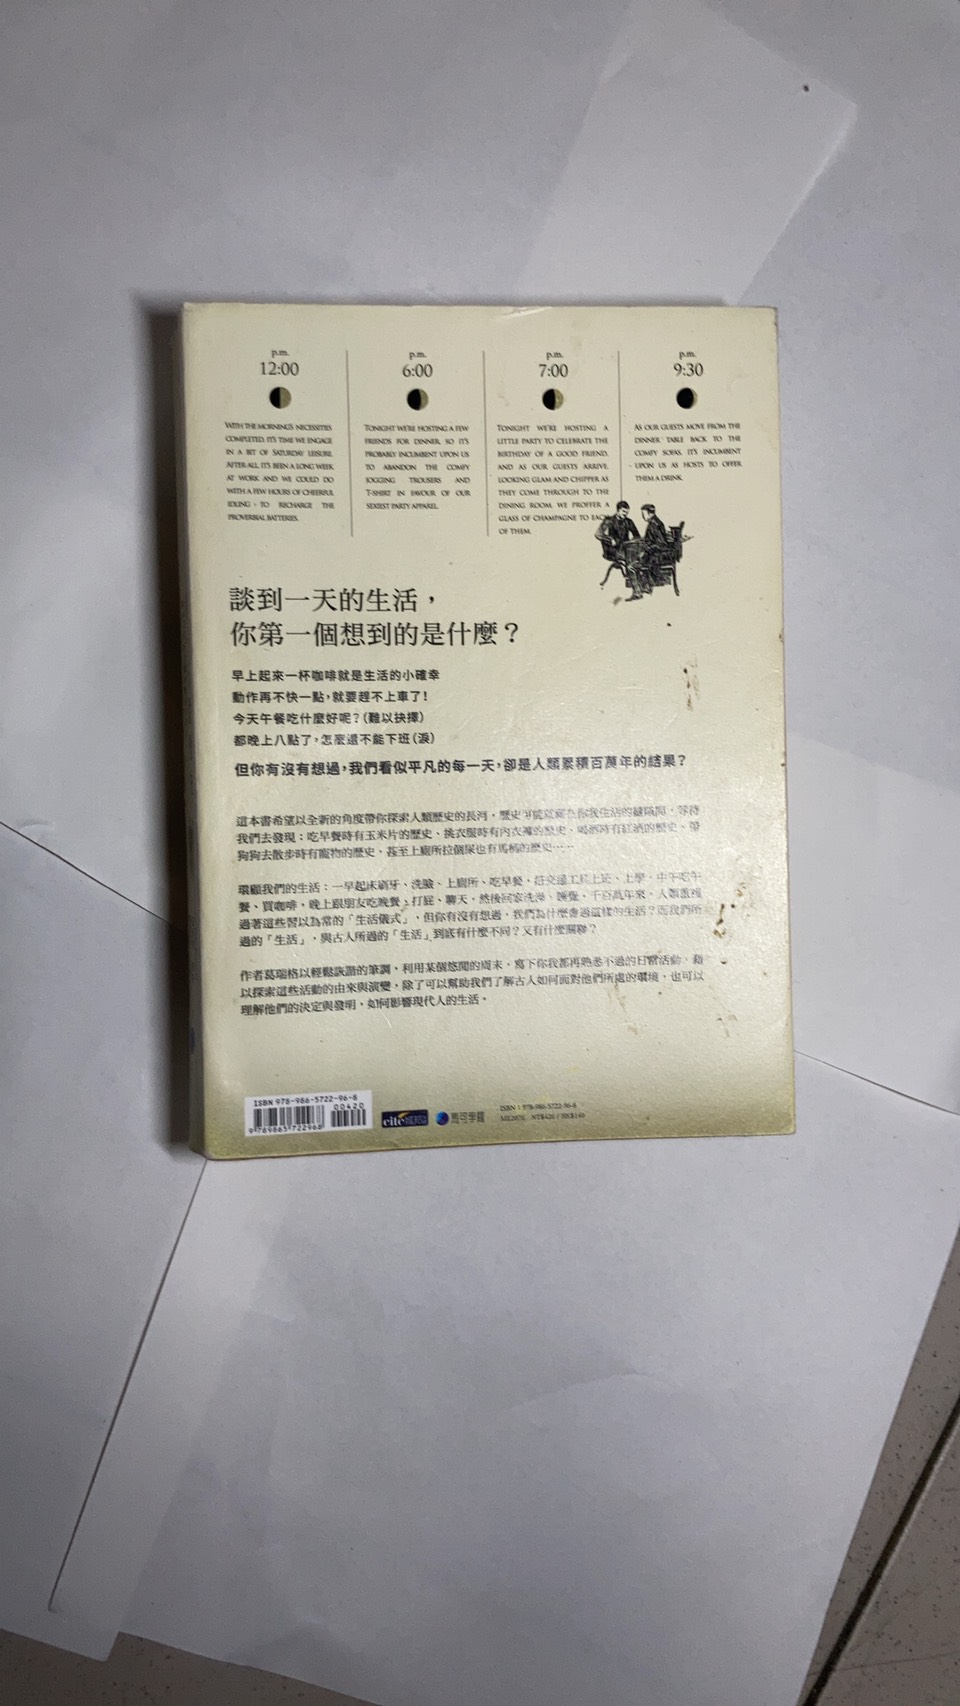 p.m.
12:00
WITH THE MORNING'S NECESSITIES
COMPLETED, IT'S TIME WE ENGAGE
IN A BIT OF SATURDAY LEISURE.
AFTER ALL, IT'S BEEN A LONG WEEK
AT WORK AND WE COULD DO
WITH A FEW HOURS OF CHEERFUL
IDLING - TO RECHARGE THE
PROVERBIAL BATTERIES.
p.m.
6:00
TONIGHT WE'RE HOSTING A FEW
FRIENDS FOR DINNER, SO IT'S
PROBABLY INCUMBENT UPON US
TO ABANDON THE COMFY
JOGGING TROUSERS AND
T-SHIRT IN FAVOUR OF OUR
SEXIEST PARTY APPAREL.
p.m.
7:00
TONIGHT WE'RE HOSTING A
LITTLE PARTY TO CELEBRATE THE
BIRTHDAY OF A GOOD FRIEND,
AND AS OUR GUESTS ARRIVE,
LOOKING GLAM AND CHIPPER AS
THEY COME THROUGH TO THE
DINING ROOM, WE PROFFER A
GLASS OF CHAMPAGNE TO EACH
OF THEM.
p.m.
9:30
AS OUR GUESTS MOVE FROM THE
DINNER TABLE BACK TO THE
COMFY SOFAS, IT'S INCUMBENT
UPON US AS HOSTS TO OFFER
THEM A DRINK.
談到一天的生活，
你第一個想到的是什麼？
早上起來一杯咖啡就是生活的小確幸
動作再不快一點，就要趕不上車了！
今天午餐吃什麼好呢？（難以抉擇）
都晚上八點了，怎麼還不能下班（淚）
但你有沒有想過，我們看似平凡的每一天，卻是人類累積百萬年的結果？
這本書希望以全新的角度帶你探索人類歷史的長河，歷史可能就藏在你我生活的縫隙間，等待
我們去發現：吃早餐時有玉米片的歷史、挑衣服時有內衣褲的歷史、喝酒時有紅酒的歷史、帶
狗狗去散步時有寵物的歷史，甚至上廁所拉個屎也有馬桶的歷史……
環顧我們的生活：一早起床刷牙、洗臉、上廁所、吃早餐，搭交通工具上班、上學，中午吃午
餐、買咖啡，晚上跟朋友吃晚餐、打屁、聊天，然後回家洗澡、睡覺。千百萬年來，人類重複
過著這些習以為常的「生活儀式」，但你有沒有想過，我們為什麼會過這樣的生活？而我們所
過的「生活」，與古人所過的「生活」到底有什麼不同？又有什麼關聯？
作者葛瑞格以輕鬆詼諧的筆調，利用某個悠閒的周末，寫下你我都再熟悉不過的日常活動，藉
以探索這些活動的由來與演變，除了可以幫助我們了解古人如何面對他們所處的環境，也可以
理解他們的決定與發明，如何影響現代人的生活。
ISBN 978-986-5722-96-8
00420
9 789865 722968
cite城邦
馬可孛羅
ISBN：978-986-5722-96-8
NT$420 / HK$140